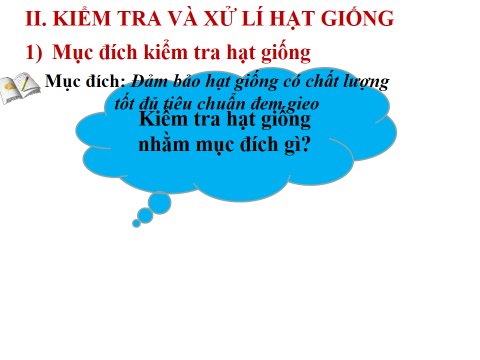 II. KIỂM TRA VÀ XỬ LÍ HẠT GIỐNG
1) Mục đích kiểm tra hạt giống
Mục đích: Đảm bảo hạt giống có chất lượng
tốt đủ tiêu chuẩn đem gieo
Kiểm tra hạt giống
nhằm mục đích gì?